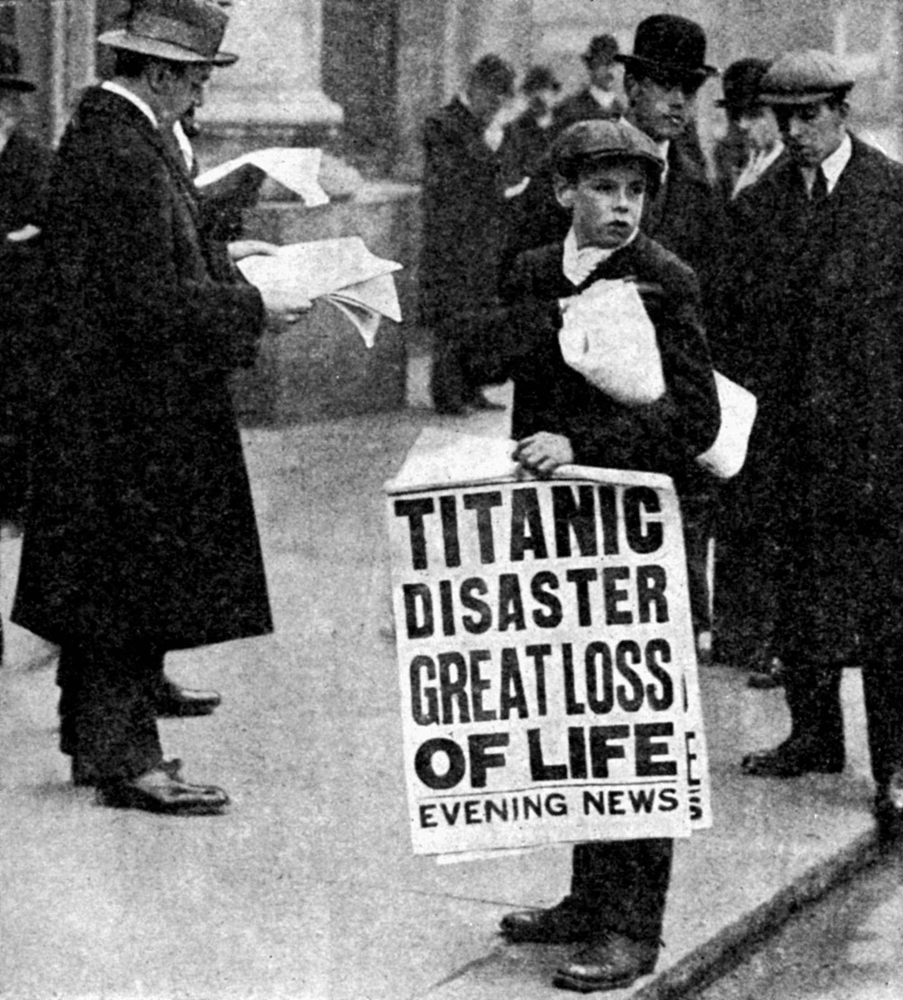 TITANIC
DISASTER
GREAT LOSS
OF LIFE
EVENING NEWS
E
S